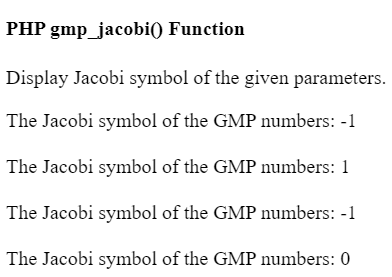 PHP gmp_jacobi() Function
Display Jacobi symbol of the given parameters.
The Jacobi symbol of the GMP numbers: -1
The Jacobi symbol of the GMP numbers: 1
The Jacobi symbol of the GMP numbers: -1
The Jacobi symbol of the GMP numbers: 0